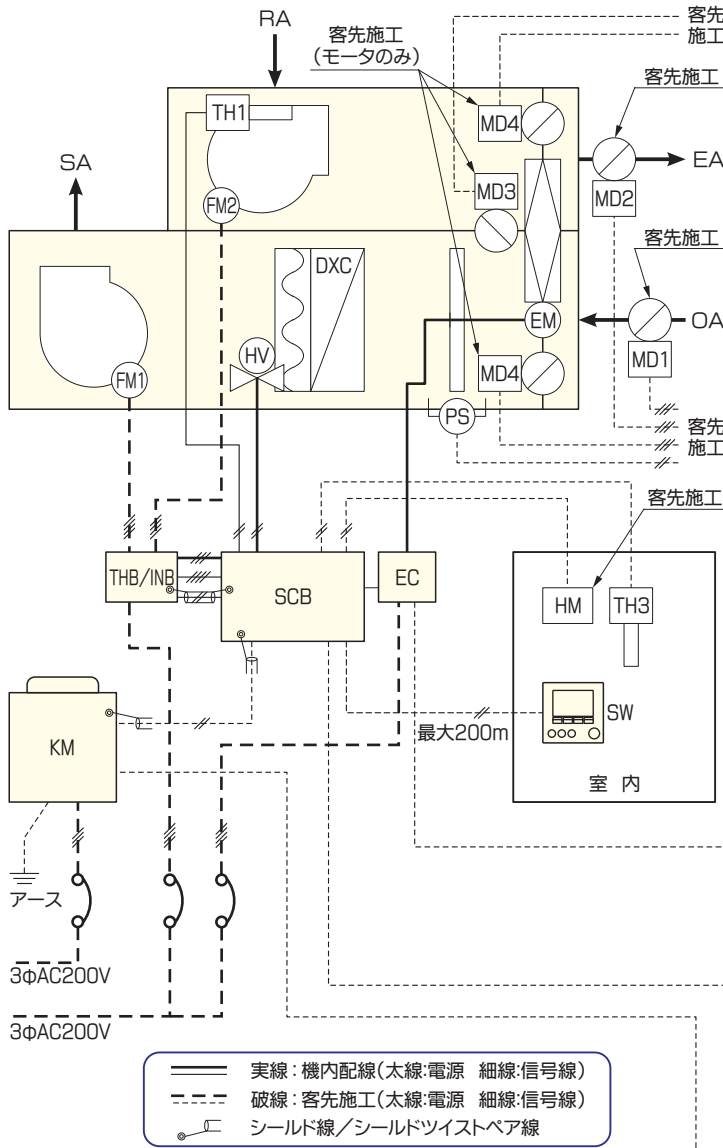 RA
客先施工
(モータのみ)
客先
施工
TH1
MD4
客先施工
EA
SA
FM2
MD3
MD2
客先施工
DXC
OA
HV
EM
FM1
MD4
MD1
PS
客先
施工
客先施工
THB/INB
SCB
EC
HM
TH3
KM
SW
最大200m
室 内
アース
3φAC200V
3φAC200V
実線:機内配線(太線:電源 細線:信号線)
破線:客先施工(太線:電源 細線:信号線)
シールド線/シールドツイストペア線